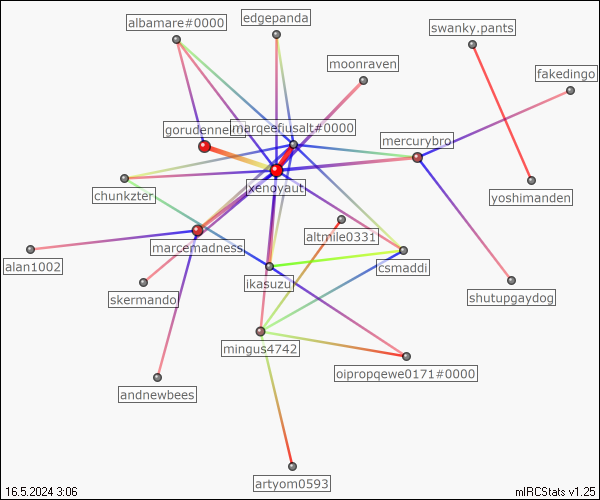 edgepanda
albamare#0000
swanky.pants
moonraven
fakedingo
marqeefiusalt#0000
mercurybro
xenoyaut
chunkzter
yoshimanden
altmile0331
marcemadness
alan1002
csmaddi
ikasuzu
skermando
shutupgaydog
mingus4742
oipropqewe0171#0000
andnewbees
artyom0593
16.5.2024 3:06
mIRCStats v1.25